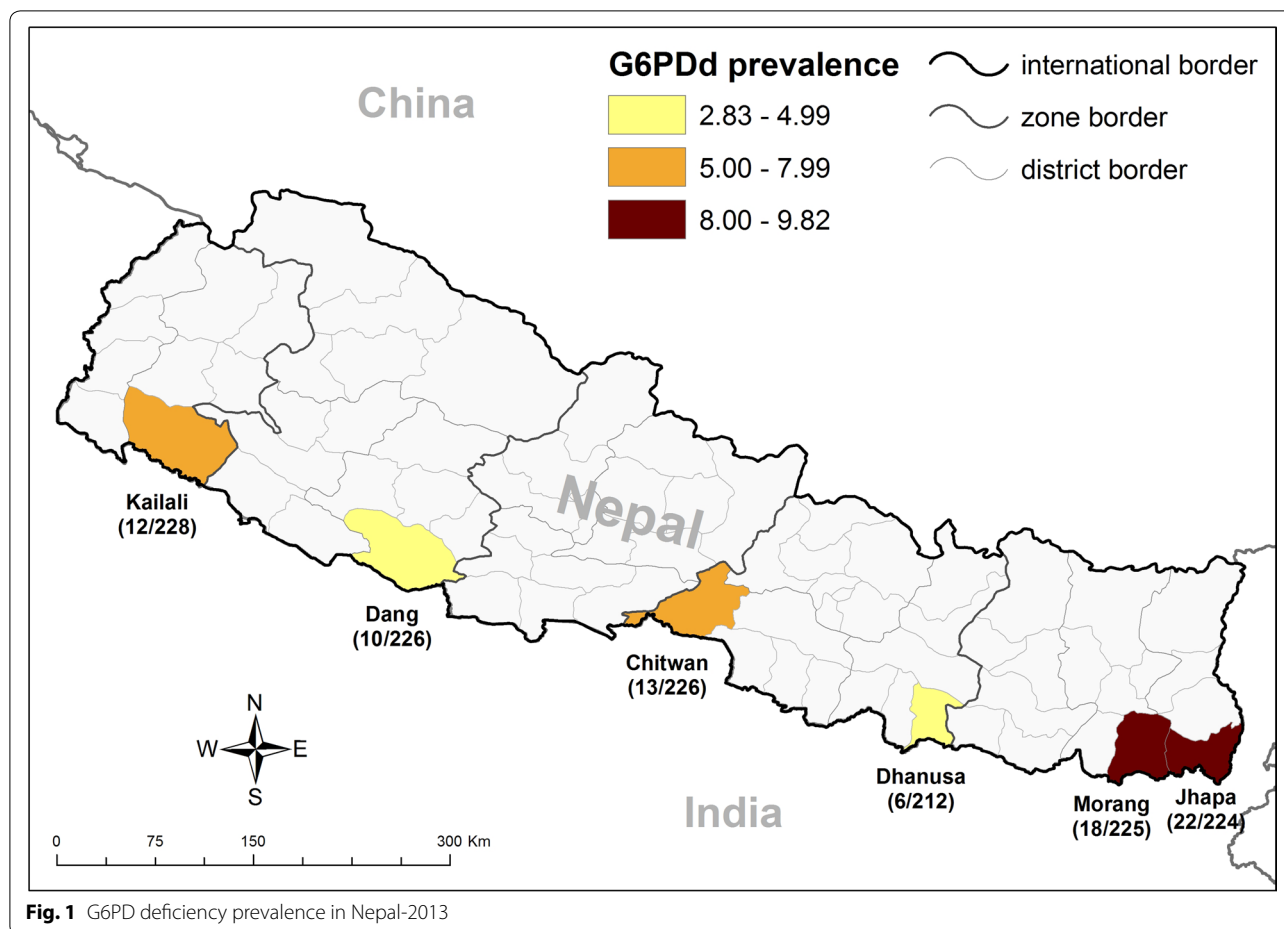 G6PDd prevalence
2.83 - 4.99
5.00 - 7.99
8.00 - 9.82
international border
zone border
district border
China
Nepal
India
Kailali
(12/228)
Dang
(10/226)
Chitwan
(13/226)
Dhanusa
(6/212)
Morang
(18/225)
Jhapa
(22/224)
N
W E
S
0 75 150 300 Km
Fig. 1 G6PD deficiency prevalence in Nepal-2013